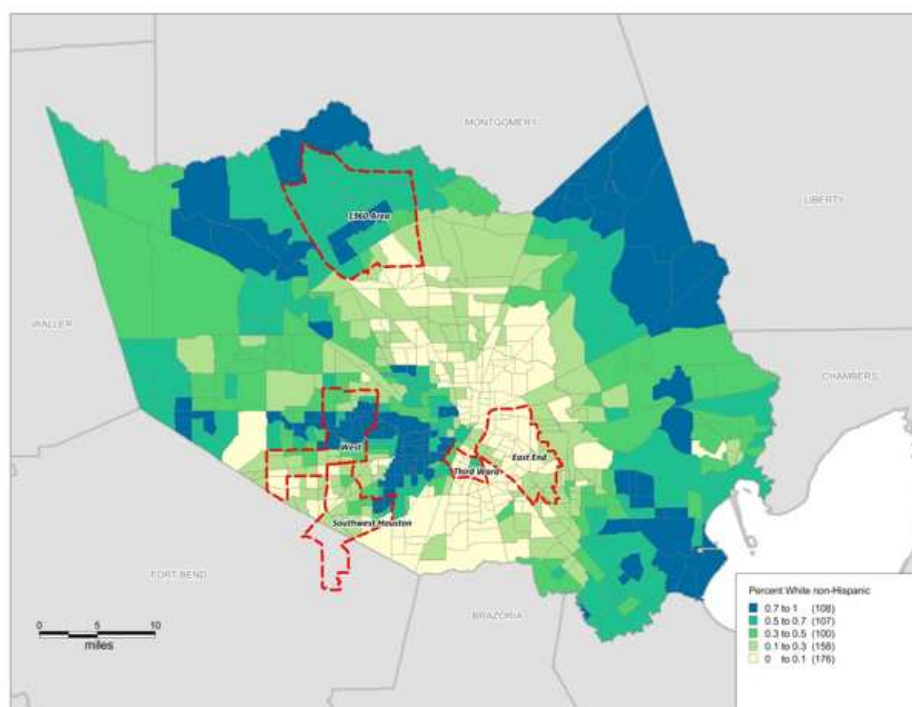 MONTGOMERY
LIBERTY
1960 Area
WALLER
CHAMBERS
West
East End
Third Ward
Southwest Houston
FORT BEND
BRAZORIA
0 5 10
miles
Percent White non-Hispanic
0.7 to 1 (108)
0.5 to 0.7 (107)
0.3 to 0.5 (100)
0.1 to 0.3 (158)
0 to 0.1 (176)